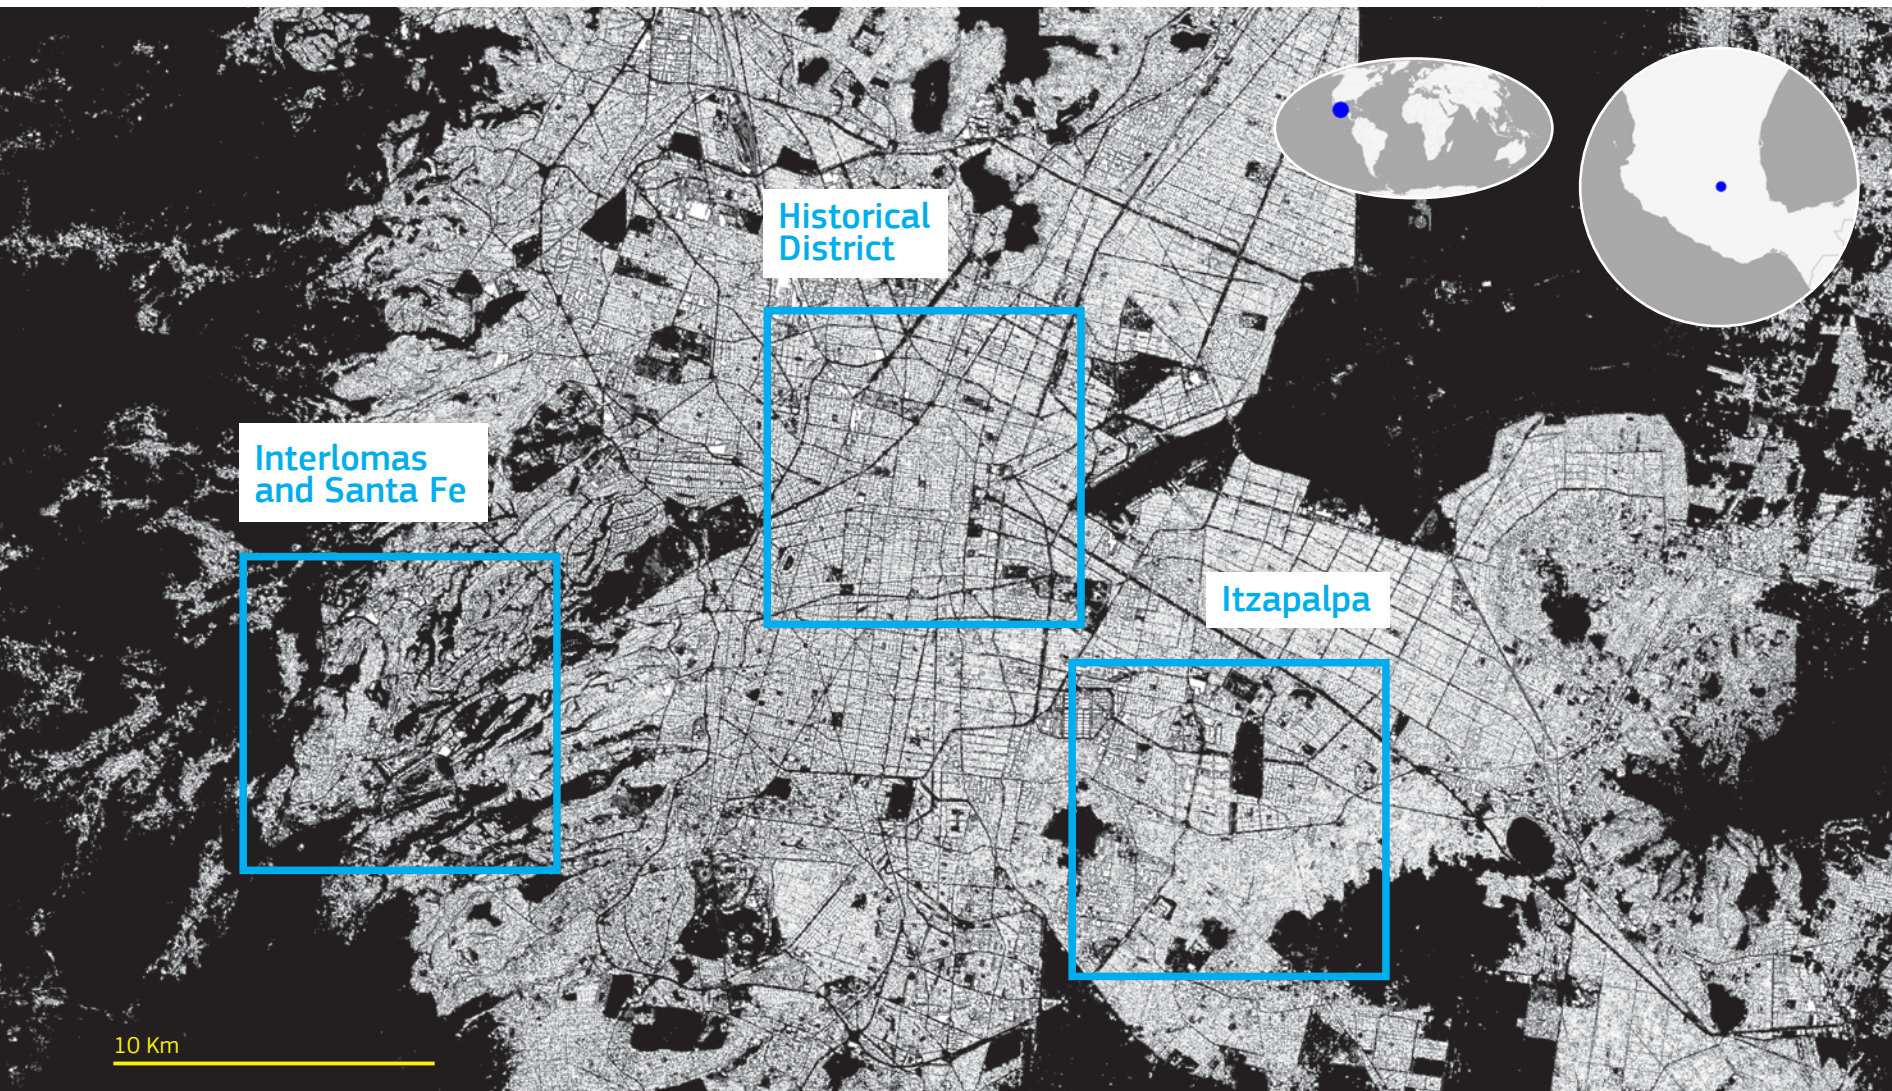 Historical
District
Interlomas
and Santa Fe
Itzapalpa
10 Km